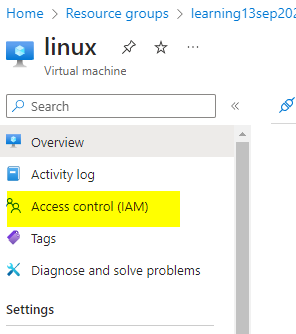 Home > Resource groups > learning13sep202
linux
Virtual machine
Search
Overview
Activity log
Access control (IAM)
Tags
Diagnose and solve problems
Settings